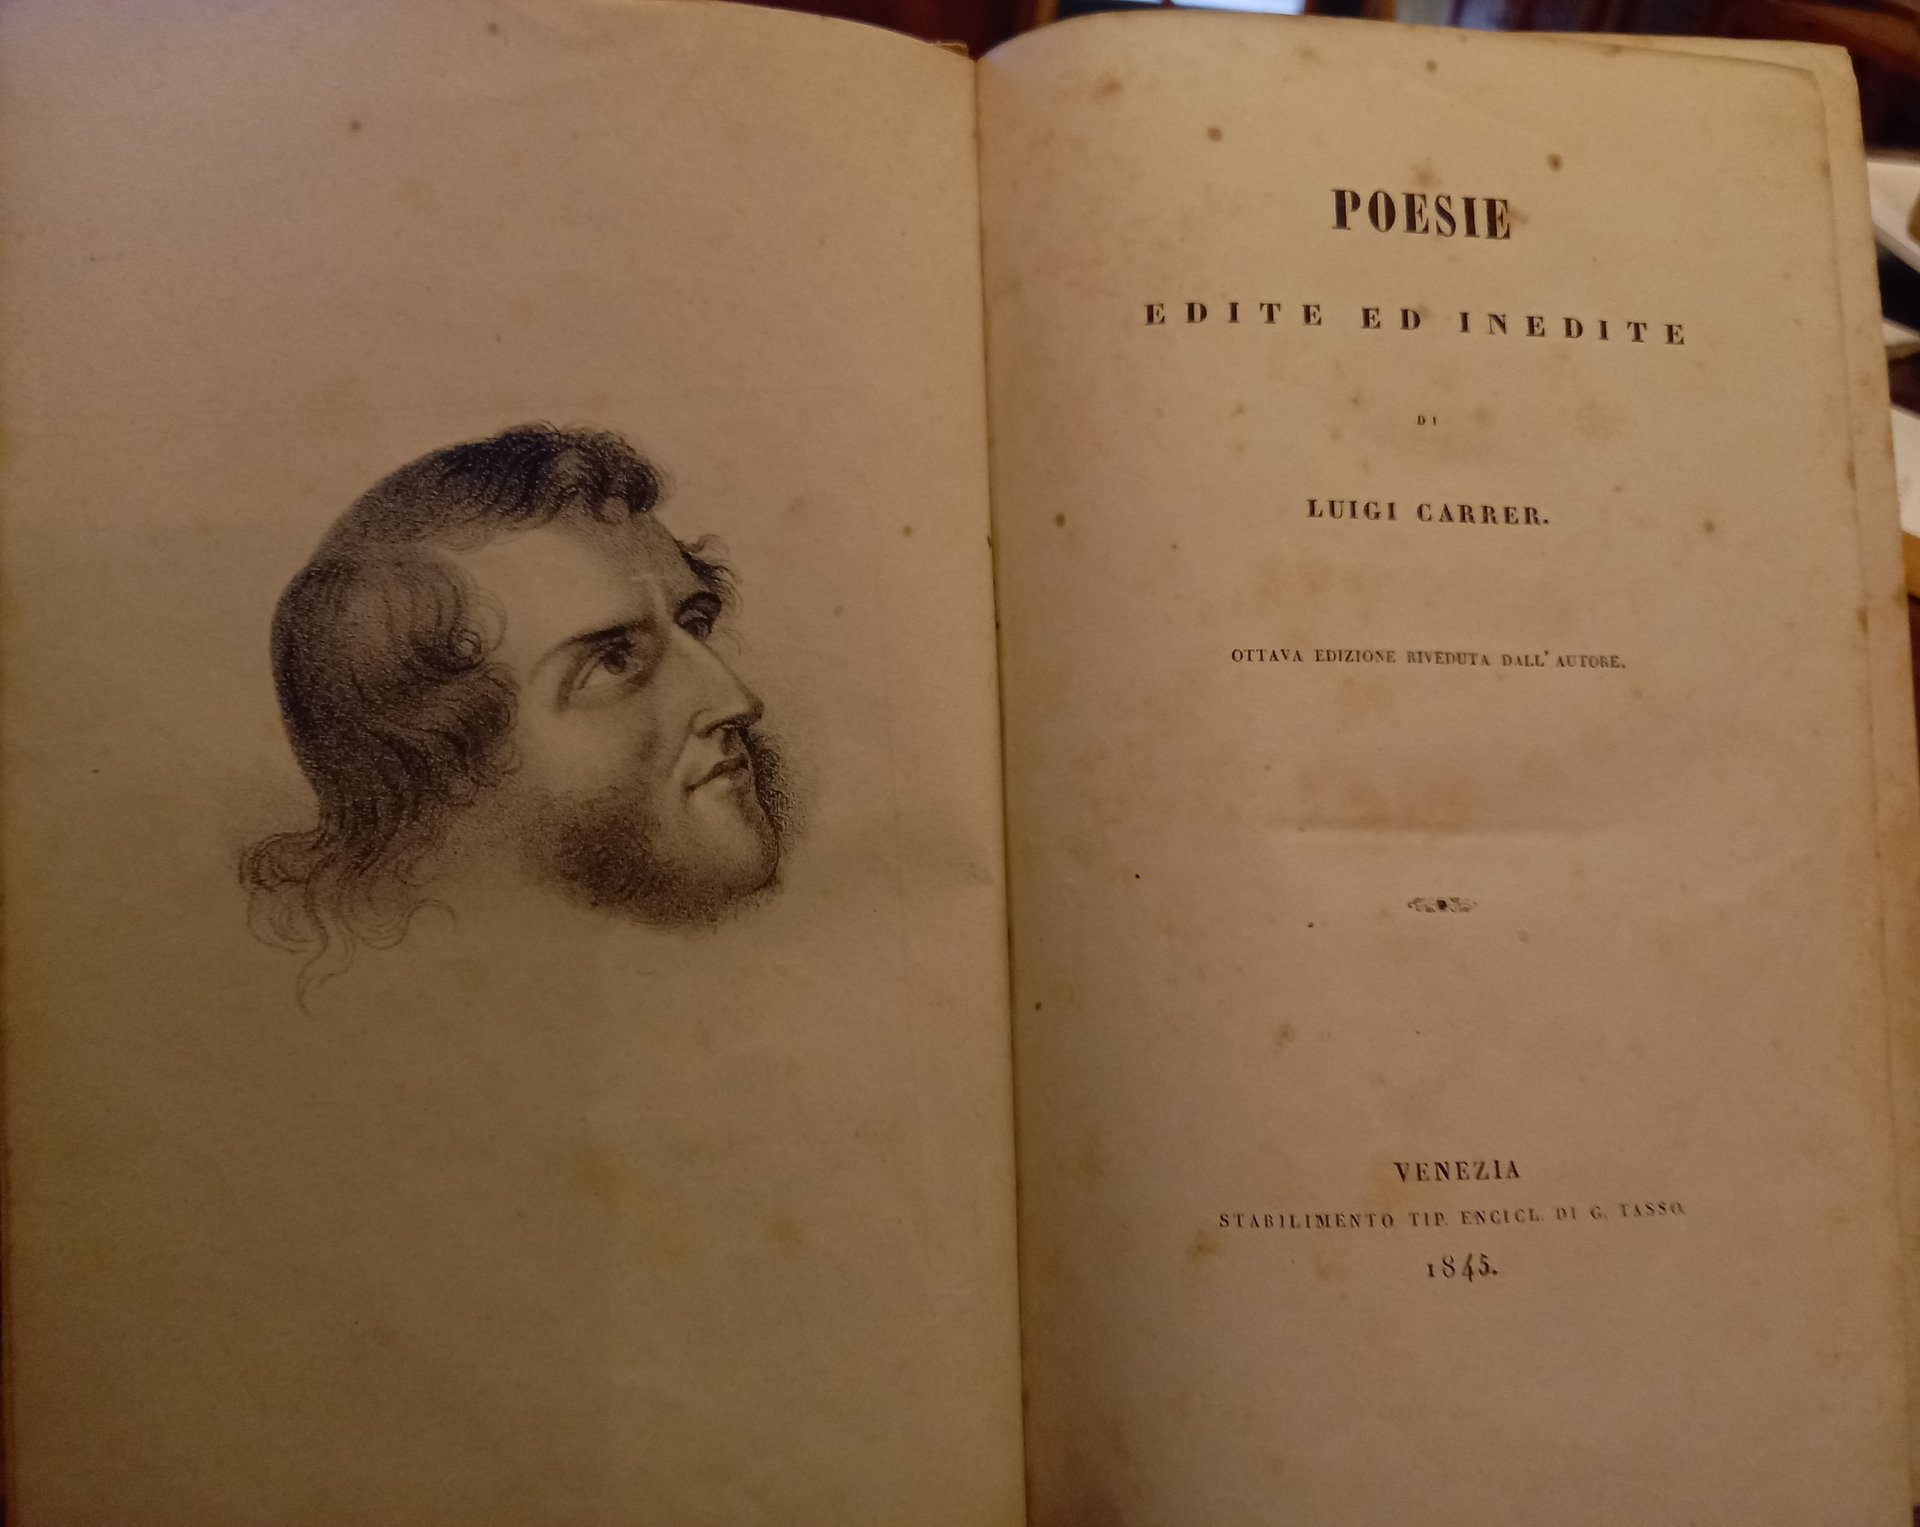 POESIE
EDITE ED INEDITE
DI
LUIGI CARRER.
OTTAVA EDIZIONE RIVEDUTA DALL' AUTORE.
VENEZIA
STABILIMENTO TIP. ENCICL. DI G. TASSO.
1845.